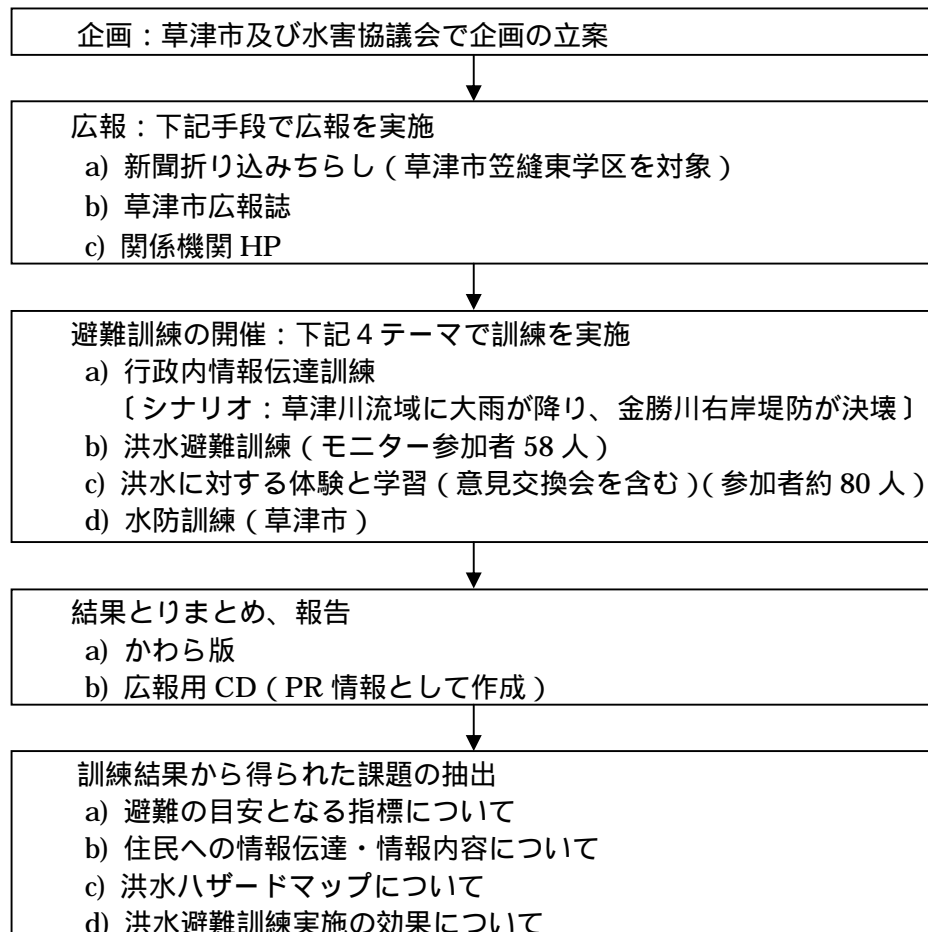 企画：草津市及び水害協議会で企画の立案
広報：下記手段で広報を実施
a) 新聞折り込みちらし（草津市笠縫東学区を対象）
b) 草津市広報誌
c) 関係機関 HP
避難訓練の開催：下記４テーマで訓練を実施
a) 行政内情報伝達訓練
〔シナリオ：草津川流域に大雨が降り、金勝川右岸堤防が決壊〕
b) 洪水避難訓練（モニター参加者 58 人）
c) 洪水に対する体験と学習（意見交換会を含む）（参加者約 80 人）
d) 水防訓練（草津市）
結果とりまとめ、報告
a) かわら版
b) 広報用 CD（PR 情報として作成）
訓練結果から得られた課題の抽出
a) 避難の目安となる指標について
b) 住民への情報伝達・情報内容について
c) 洪水ハザードマップについて
d) 洪水避難訓練実施の効果について